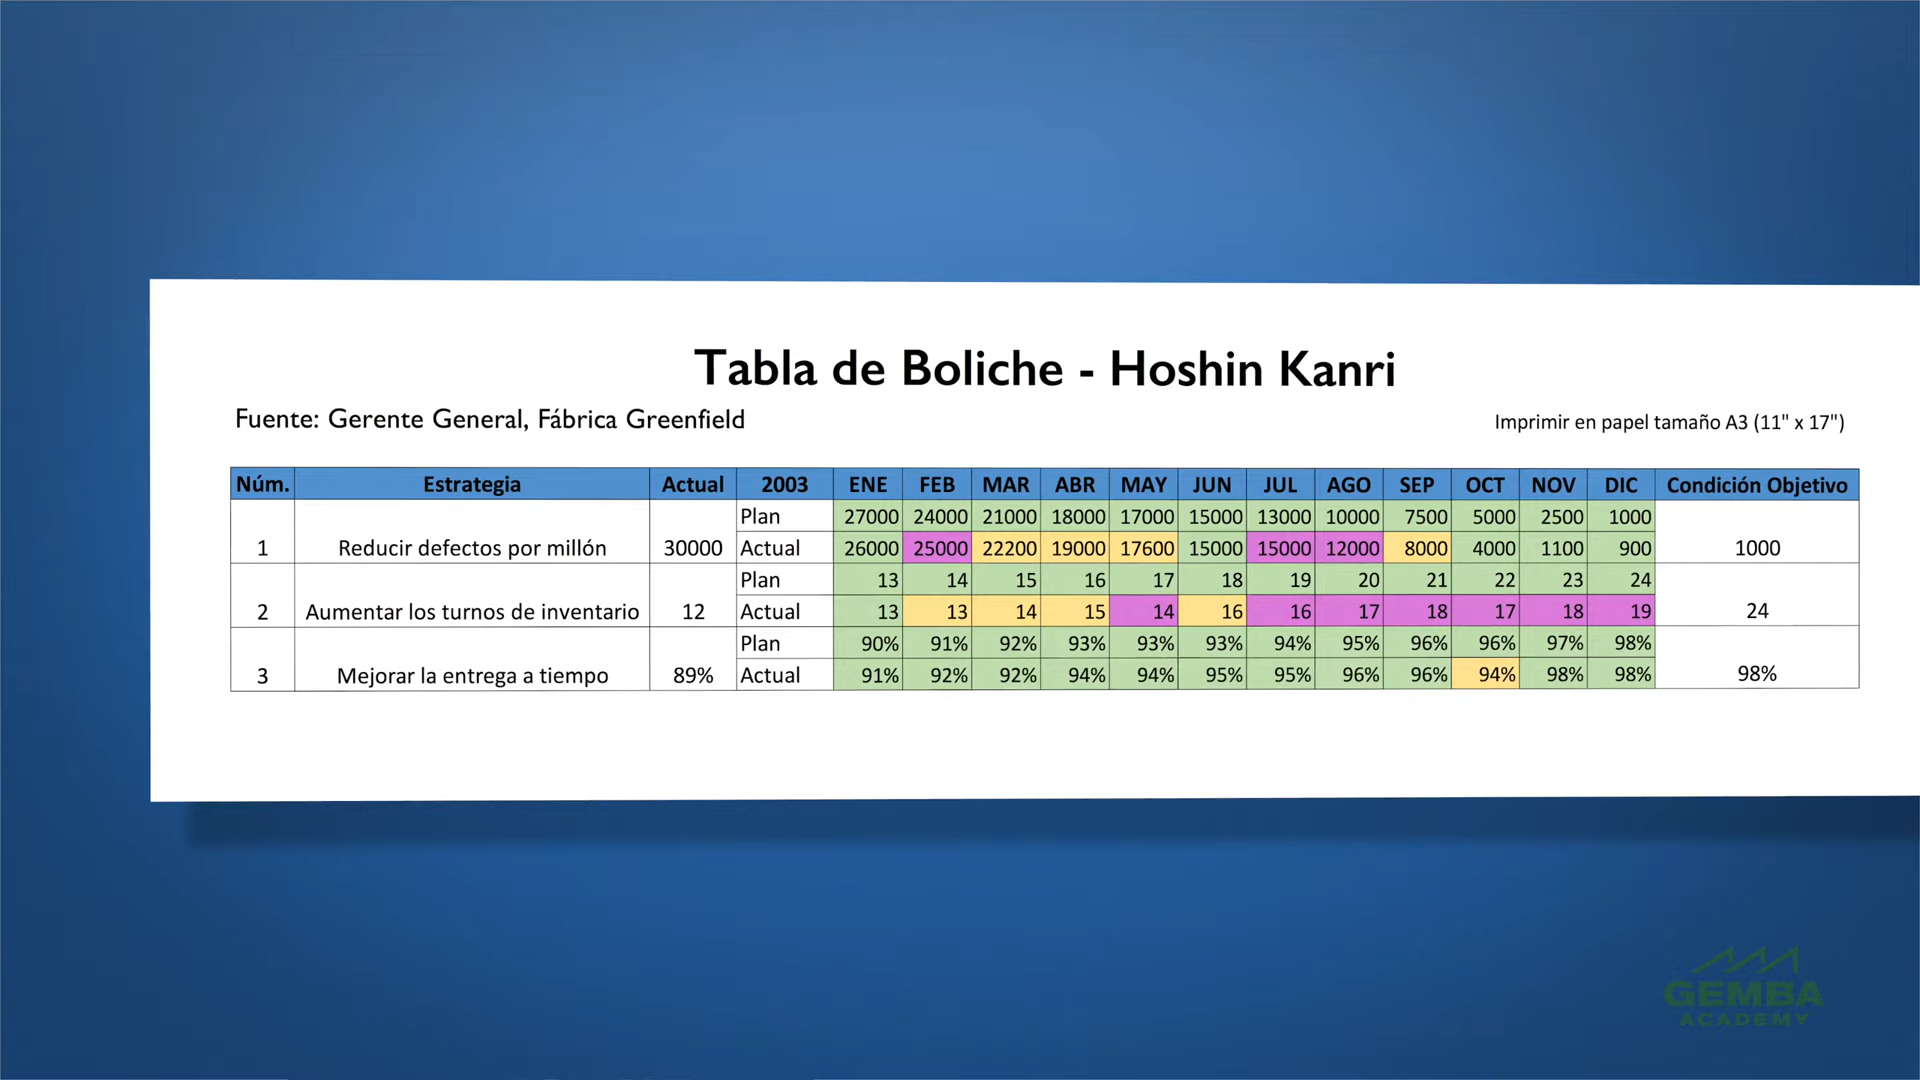 Tabla de Boliche - Hoshin Kanri
Fuente: Gerente General, Fábrica Greenfield
Imprimir en papel tamaño A3 (11" x 17")
Núm. Estrategia Actual 2003 ENE FEB MAR ABR MAY JUN JUL AGO SEP OCT NOV DIC Condición Objetivo
Plan 27000 24000 21000 18000 17000 15000 13000 10000 7500 5000 2500 1000
1 Reducir defectos por millón 30000 Actual 26000 25000 22200 19000 17600 15000 15000 12000 8000 4000 1100 900 1000
Plan 13 14 15 16 17 18 19 20 21 22 23 24
2 Aumentar los turnos de inventario 12 Actual 13 13 14 15 14 16 16 17 18 17 18 19 24
Plan 90% 91% 92% 93% 93% 93% 94% 95% 96% 96% 97% 98%
3 Mejorar la entrega a tiempo 89% Actual 91% 92% 92% 94% 94% 95% 95% 96% 96% 94% 98% 98% 98%
GEMBA
ACADEMY